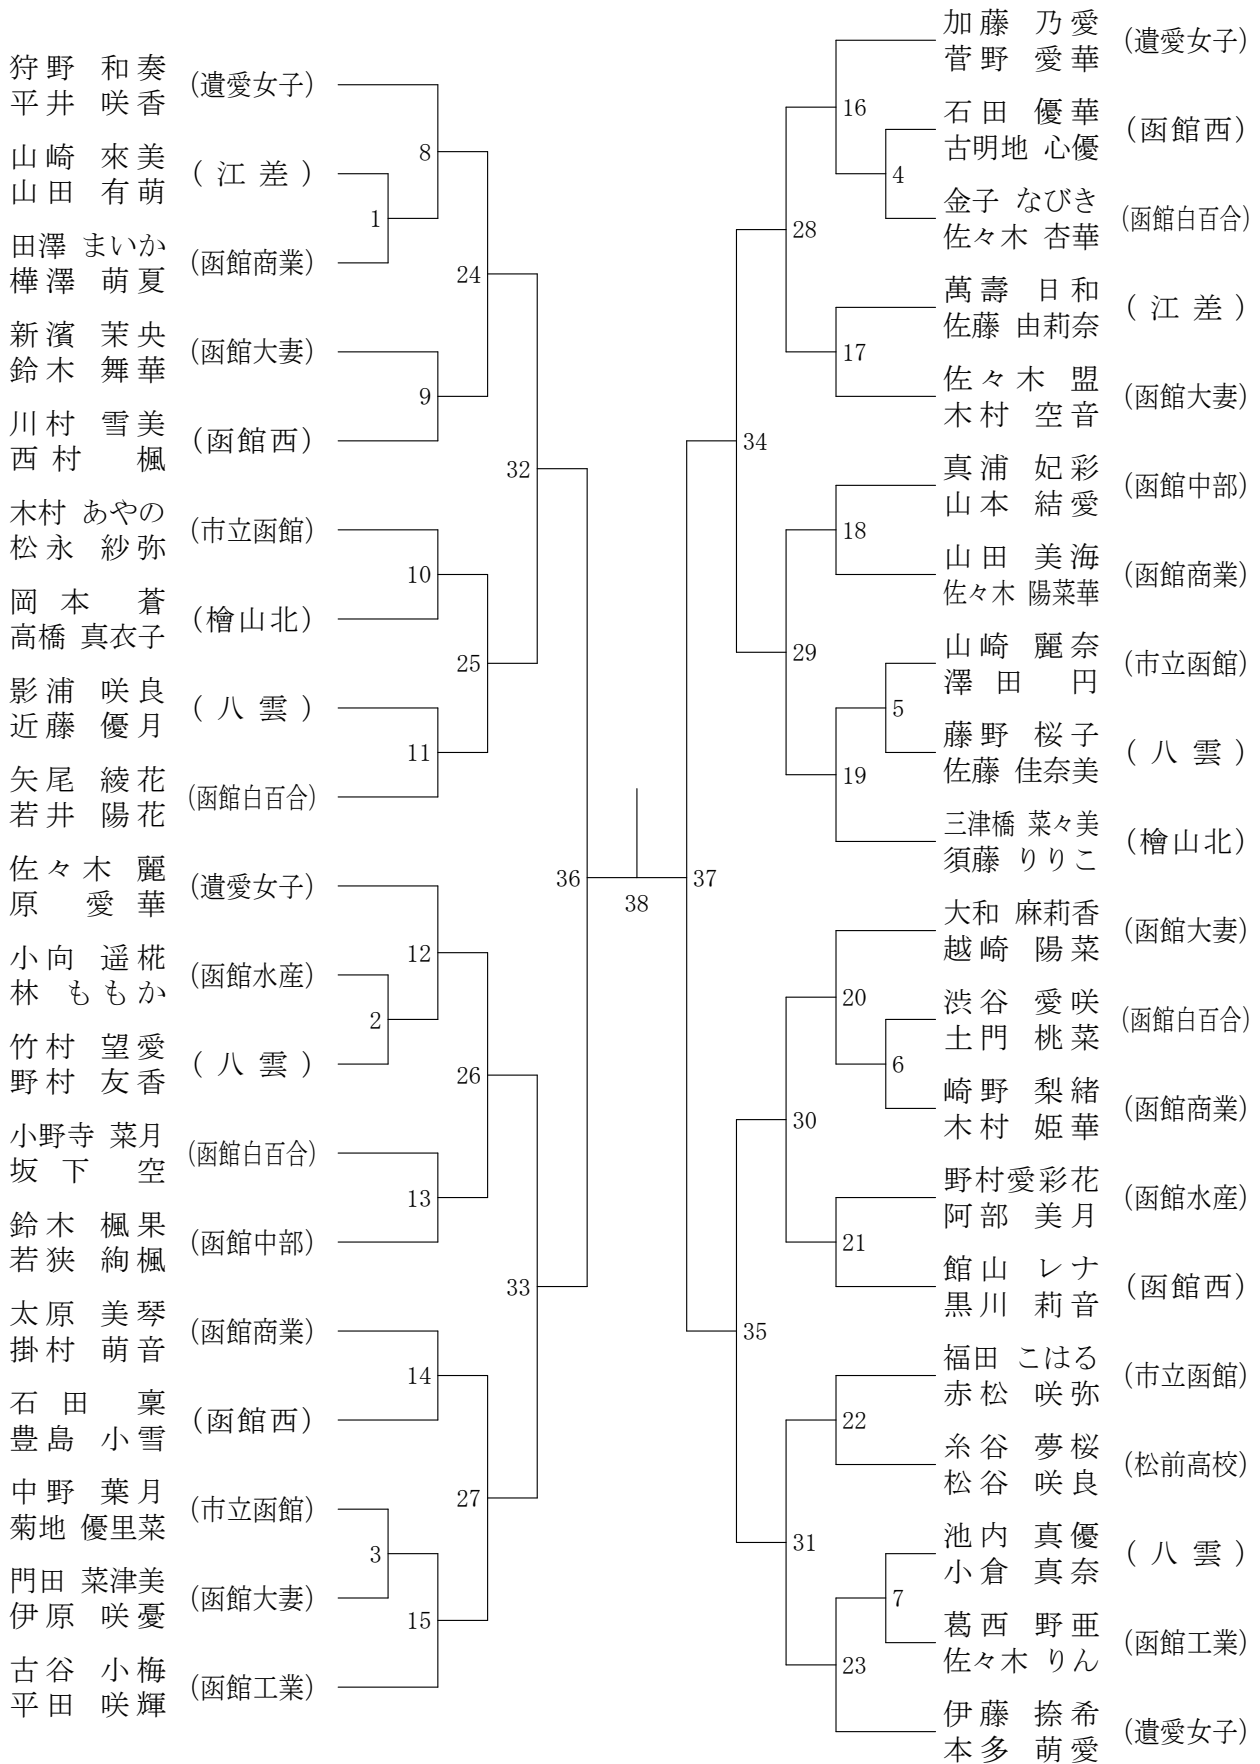 狩野 和奏
平井 咲香
(遺愛女子)
山崎 來美
山田 有萌
(江差)
田澤 まいか
樺澤 萌夏
(函館商業)
新濱 茉央
鈴木 舞華
(函館大妻)
川村 雪美
西村 楓
(函館西)
木村 あやの
松永 紗弥
(市立函館)
岡本 蒼
高橋 真衣子
(檜山北)
影浦 咲良
近藤 優月
(八雲)
矢尾 綾花
若井 陽花
(函館白百合)
佐々木 麗
原 愛華
(遺愛女子)
小向 遥椛
林 ももか
(函館水産)
竹村 望愛
野村 友香
(八雲)
小野寺 菜月
坂下 空
(函館白百合)
鈴木 楓果
若狭 絢楓
(函館中部)
太原 美琴
掛村 萌音
(函館商業)
石田 稟
豊島 小雪
(函館西)
中野 葉月
菊地 優里菜
(市立函館)
門田 菜津美
伊原 咲憂
(函館大妻)
古谷 小梅
平田 咲輝
(函館工業)
8
1
24
9
32
10
25
11
36
12
2
26
13
33
14
27
3
15
38
37
16
4
28
17
34
18
29
5
19
20
6
30
21
35
22
31
7
23
加藤 乃愛
菅野 愛華
(遺愛女子)
石田 優華
古明地 心優
(函館西)
金子 なびき
佐々木 杏華
(函館白百合)
萬壽 日和
佐藤 由莉奈
(江差)
佐々木 盟
木村 空音
(函館大妻)
真浦 妃彩
山本 結愛
(函館中部)
山田 美海
佐々木 陽菜華
(函館商業)
山崎 麗奈
澤田 円
(市立函館)
藤野 桜子
佐藤 佳奈美
(八雲)
三津橋 菜々美
須藤 りりこ
(檜山北)
大和 麻莉香
越崎 陽菜
(函館大妻)
渋谷 愛咲
土門 桃菜
(函館白百合)
崎野 梨緒
木村 姫華
(函館商業)
野村愛彩花
阿部 美月
(函館水産)
館山 レナ
黒川 莉音
(函館西)
福田 こはる
赤松 咲弥
(市立函館)
糸谷 夢桜
松谷 咲良
(松前高校)
池内 真優
小倉 真奈
(八雲)
葛西 野亜
佐々木 りん
(函館工業)
伊藤 捺希
本多 萌愛
(遺愛女子)